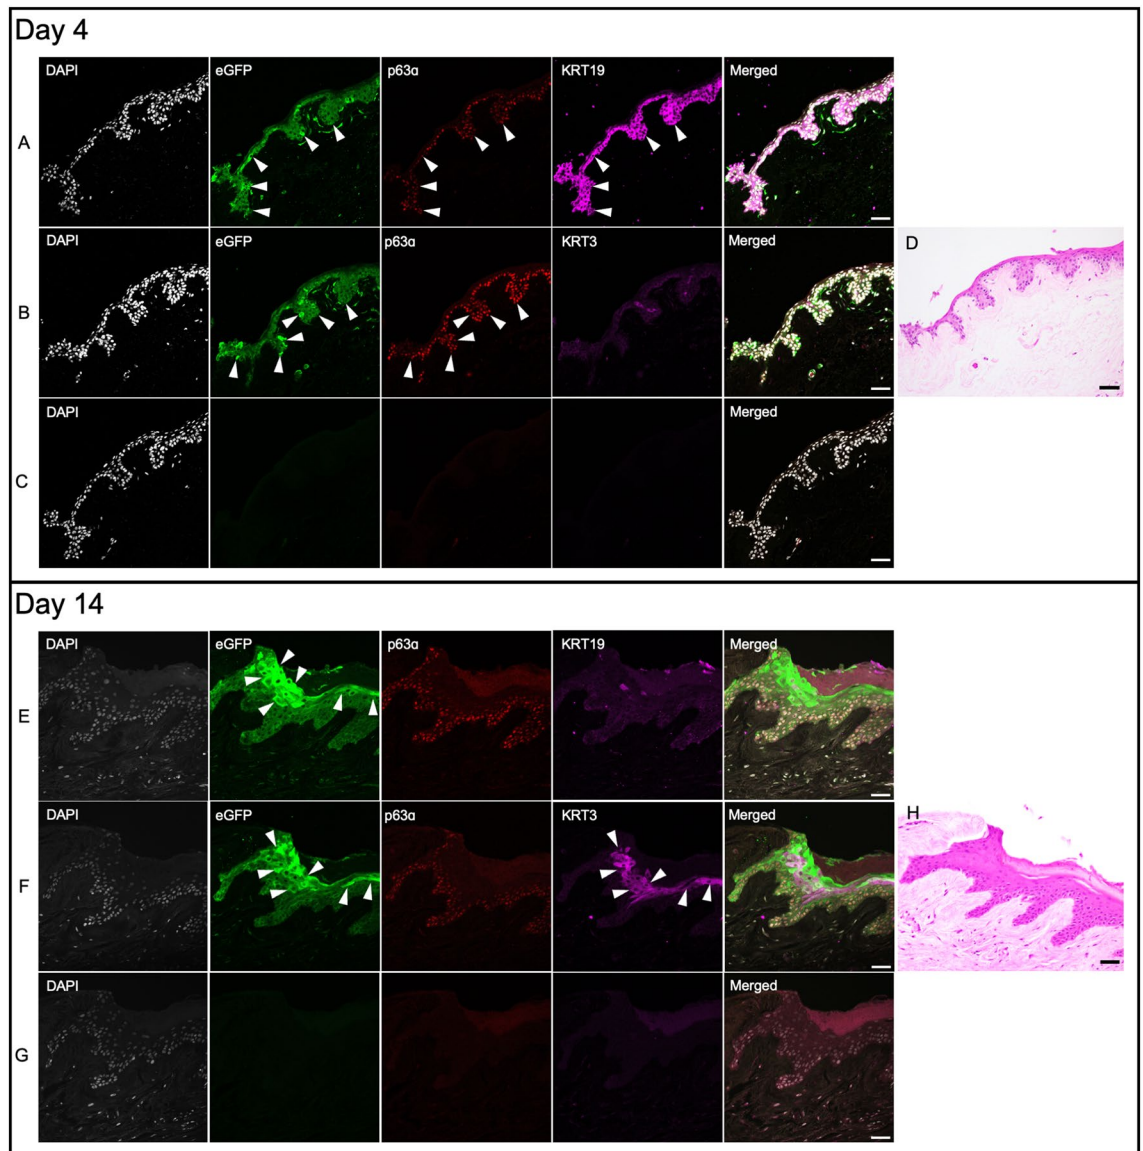 Day 4
DAPI eGFP p63α KRT19 Merged
A
DAPI eGFP p63α KRT3 Merged D
B
DAPI Merged
C
Day 14
DAPI eGFP p63α KRT19 Merged
E
DAPI eGFP p63α KRT3 Merged H
F
DAPI Merged
G